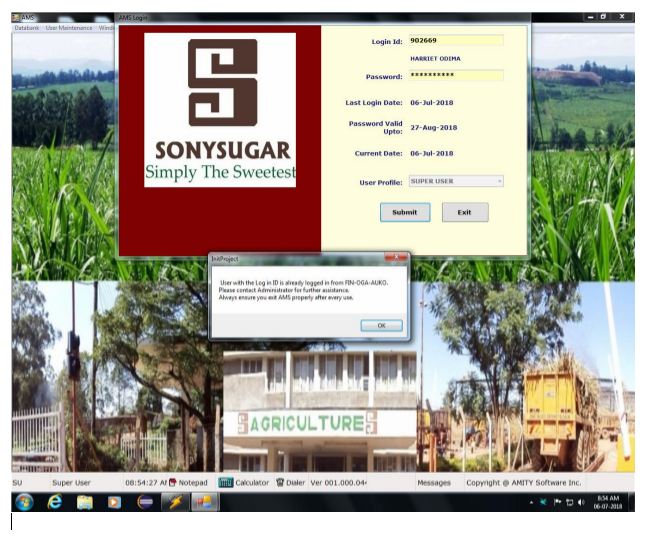 AMS
AMS Login
Databank User Maintenance Wind
Login Id: 902669
HARRIET ODIMA
Password: **********
Last Login Date: 06-Jul-2018
Password Valid
Upto: 27-Aug-2018
Current Date: 06-Jul-2018
User Profile: SUPER USER
Submit Exit
SONYSUGAR
Simply The Sweetest
InitProject
User with the Log in ID is already logged in from FIN-OGA-AUKO.
Please contact Administrator for further assistance.
Always ensure you exit AMS properly after every use.
OK
SAGRICULTURES
SU Super User 08:54:27 AM Notepad Calculator Dialer Ver 001.000.04 Messages Copyright @ AMITY Software Inc.
8:54 AM
06-07-2018